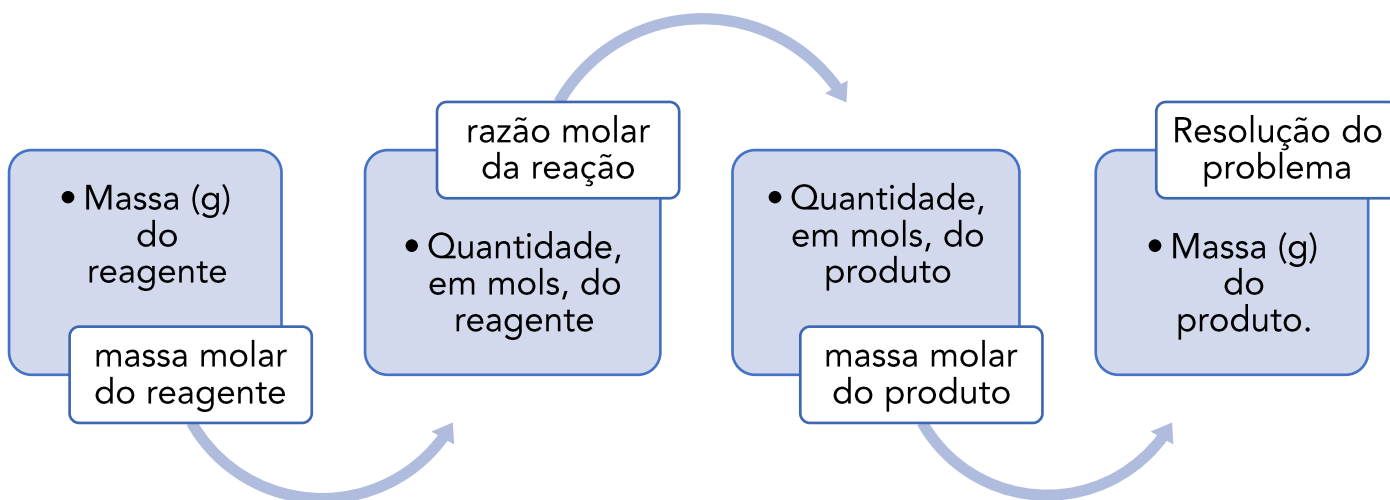 • Massa (g)
do
reagente
massa molar
do reagente
razão molar
da reação
• Quantidade,
em mols, do
reagente
• Quantidade,
em mols, do
produto
massa molar
do produto
Resolução do
problema
• Massa (g)
do
produto.